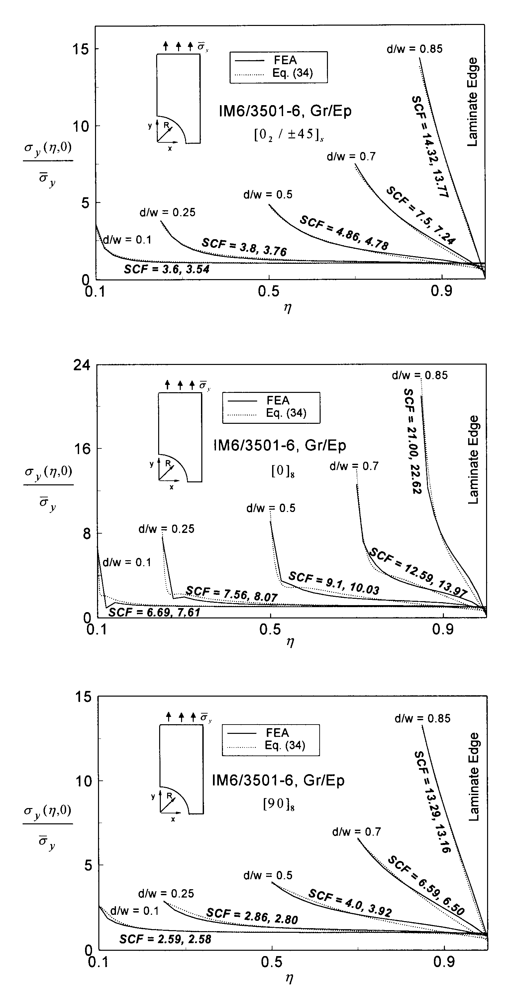 15
10
5
0
0.1
0.5
0.9
η
σy(η,0)
σ̅y
σ̅y
FEA
Eq. (34)
IM6/3501-6, Gr/Ep
[0₂ / ±45]ₛ
y
R
x
d/w = 0.1
d/w = 0.25
d/w = 0.5
d/w = 0.7
d/w = 0.85
SCF = 3.6, 3.54
SCF = 3.8, 3.76
SCF = 4.86, 4.78
SCF = 7.5, 7.24
SCF = 14.32, 13.77
Laminate Edge
24
16
8
0
0.1
0.5
0.9
η
σy(η,0)
σ̅y
σ̅y
FEA
Eq. (34)
IM6/3501-6, Gr/Ep
[0]₈
y
R
x
d/w = 0.1
d/w = 0.25
d/w = 0.5
d/w = 0.7
d/w = 0.85
SCF = 6.69, 7.61
SCF = 7.56, 8.07
SCF = 9.1, 10.03
SCF = 12.59, 13.97
SCF = 21.00, 22.62
Laminate Edge
15
10
5
0
0.1
0.5
0.9
η
σy(η,0)
σ̅y
σ̅y
FEA
Eq. (34)
IM6/3501-6, Gr/Ep
[90]₈
y
R
x
d/w = 0.1
d/w = 0.25
d/w = 0.5
d/w = 0.7
d/w = 0.85
SCF = 2.59, 2.58
SCF = 2.86, 2.80
SCF = 4.0, 3.92
SCF = 6.59, 6.50
SCF = 13.29, 13.16
Laminate Edge